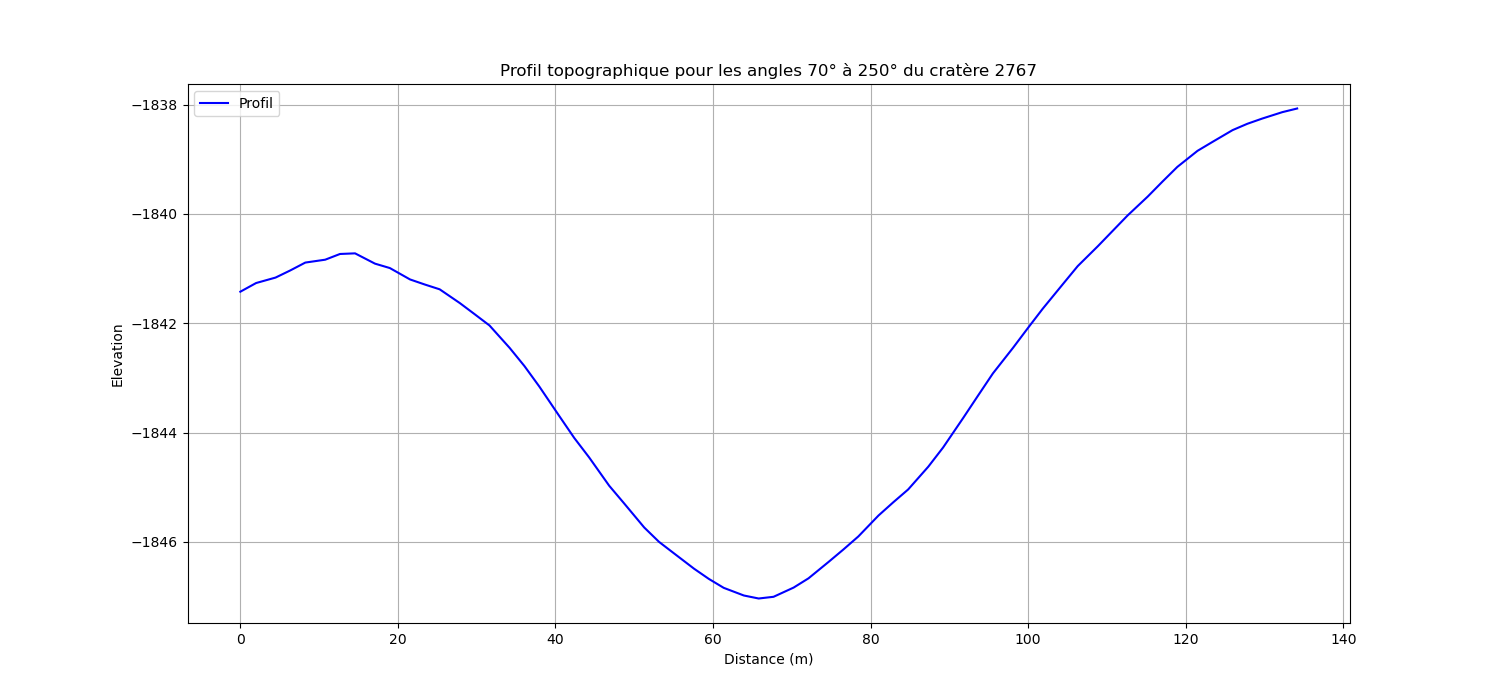 Profil topographique pour les angles 70° à 250° du cratère 2767
Profil
−1838
−1840
−1842
−1844
−1846
Elevation
0 20 40 60 80 100 120 140
Distance (m)